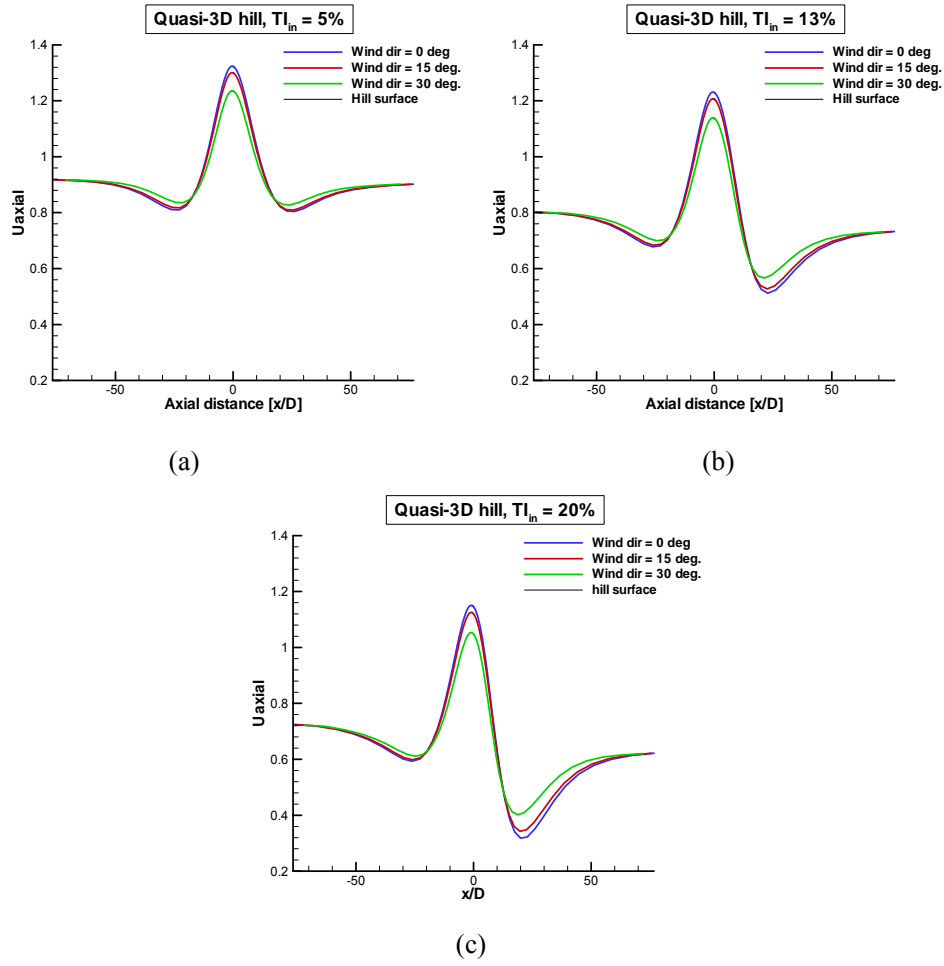 Quasi-3D hill, TIin = 5%
Wind dir = 0 deg
Wind dir = 15 deg.
Wind dir = 30 deg.
Hill surface
Uaxial
1.4
1.2
1
0.8
0.6
0.4
0.2
-50 0 50
Axial distance [x/D]
(a)
Quasi-3D hill, TIin = 13%
Wind dir = 0 deg
Wind dir = 15 deg.
Wind dir = 30 deg.
Hill surface
Uaxial
1.4
1.2
1
0.8
0.6
0.4
0.2
-50 0 50
Axial distance [x/D]
(b)
Quasi-3D hill, TIin = 20%
Wind dir = 0 deg
Wind dir = 15 deg.
Wind dir = 30 deg.
hill surface
Uaxial
1.4
1.2
1
0.8
0.6
0.4
0.2
-50 0 50
x/D
(c)